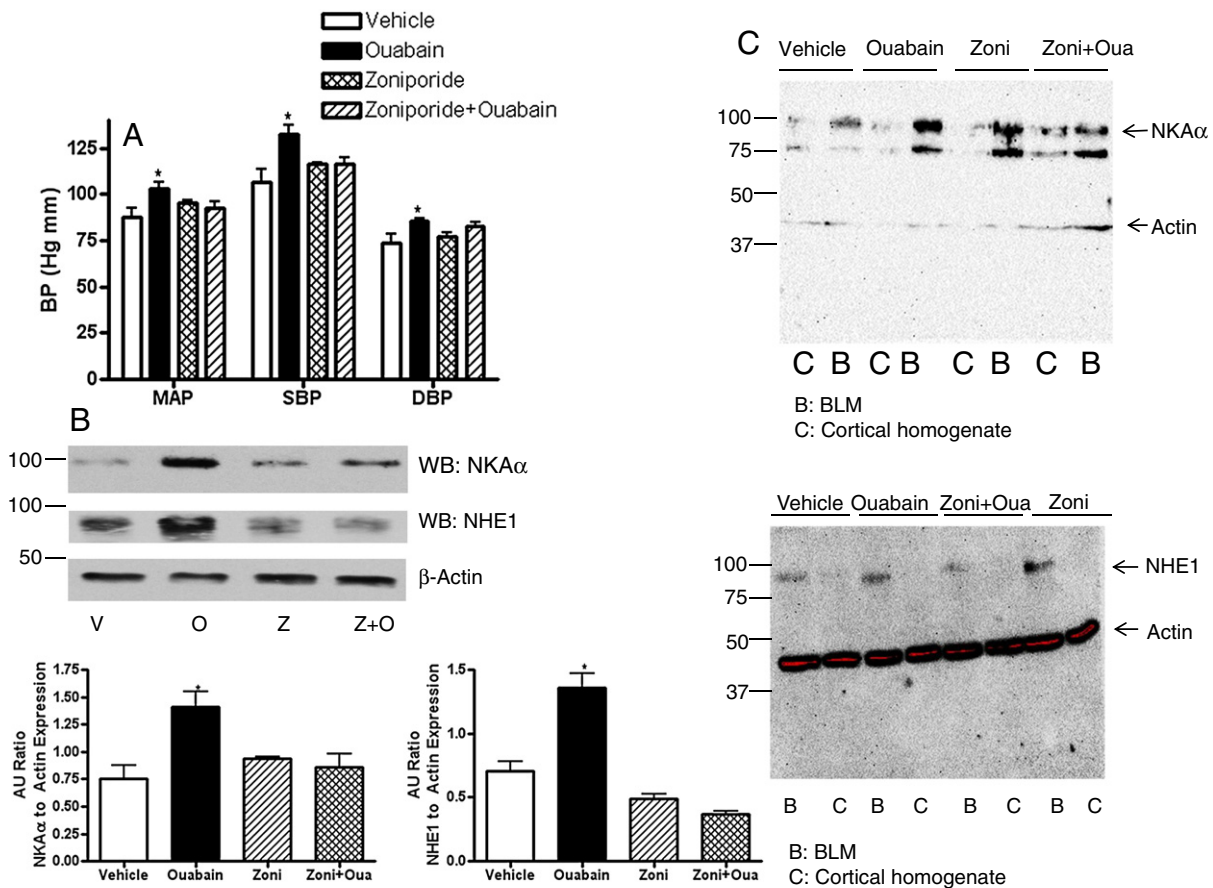 Vehicle
Ouabain
Zoniporide
Zoniporide+Ouabain
A
BP (Hg mm)
125
100
75
50
25
0
*
*
*
MAP SBP DBP
B
100
WB: NKAα
100
WB: NHE1
50
β-Actin
V O Z Z+O
AU Ratio
NKAα to Actin Expression
1.75
1.50
1.25
1.00
0.75
0.50
0.25
0.00
*
Vehicle Ouabain Zoni Zoni+Oua
AU Ratio
NHE1 to Actin Expression
1.5
1.0
0.5
0.0
*
Vehicle Ouabain Zoni Zoni+Oua
C
Vehicle Ouabain Zoni Zoni+Oua
100
75
50
37
NKAα
Actin
C B C B C B C B
B: BLM
C: Cortical homogenate
Vehicle Ouabain Zoni+Oua Zoni
100
75
50
37
NHE1
Actin
B C B C B C B C
B: BLM
C: Cortical homogenate